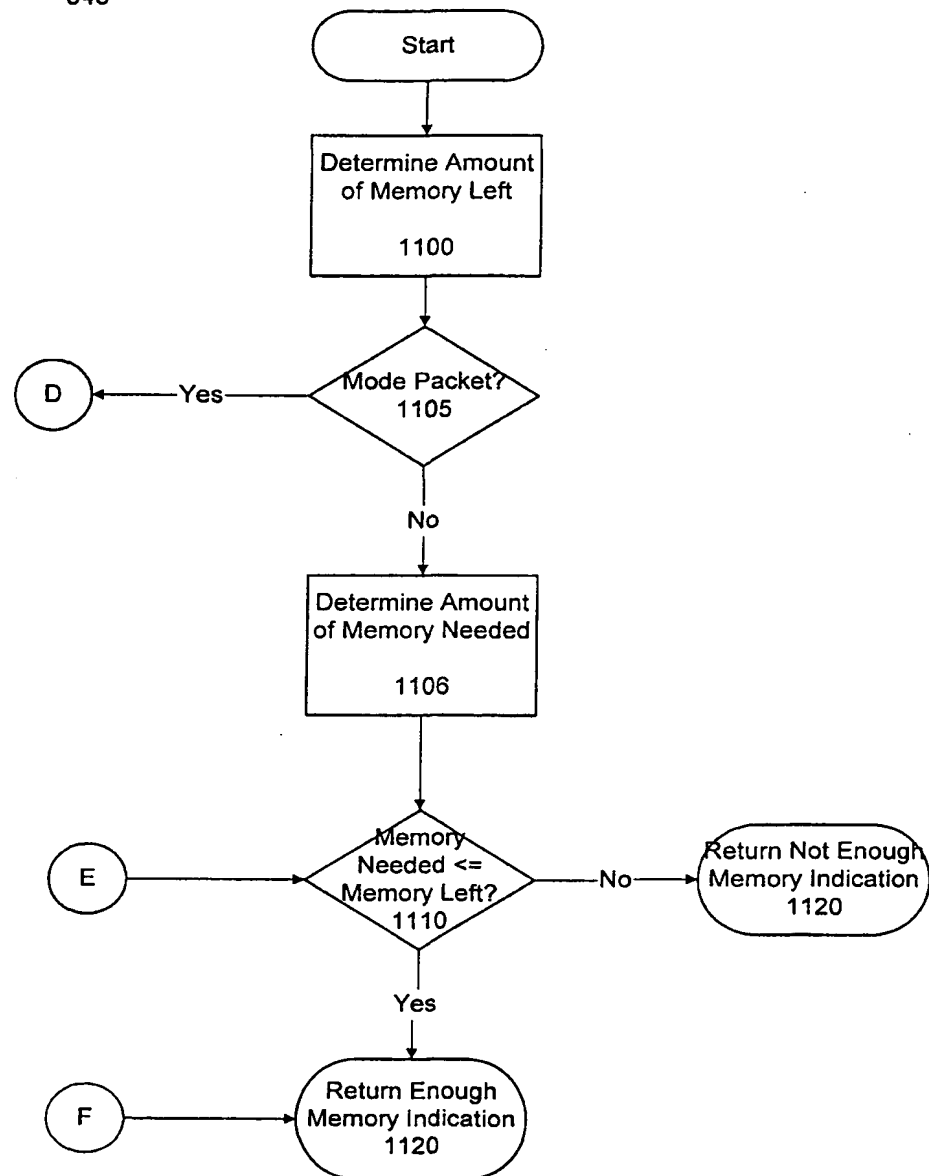 Start
Determine Amount
of Memory Left
1100
Mode Packet?
1105
D
Yes
No
Determine Amount
of Memory Needed
1106
Memory
Needed <=
Memory Left?
1110
E
No
Return Not Enough
Memory Indication
1120
Yes
F
Return Enough
Memory Indication
1120